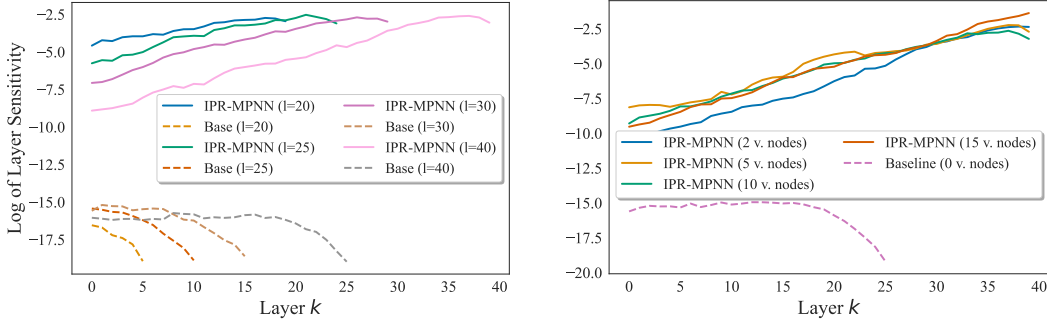 Log of Layer Sensitivity
−2.5
−5.0
−7.5
−10.0
−12.5
−15.0
−17.5
IPR-MPNN (l=20)
Base (l=20)
IPR-MPNN (l=25)
Base (l=25)
IPR-MPNN (l=30)
Base (l=30)
IPR-MPNN (l=40)
Base (l=40)
0 5 10 15 20 25 30 35 40
Layer k
−2.5
−5.0
−7.5
−10.0
−12.5
−15.0
−17.5
−20.0
IPR-MPNN (2 v. nodes)
IPR-MPNN (5 v. nodes)
IPR-MPNN (10 v. nodes)
IPR-MPNN (15 v. nodes)
Baseline (0 v. nodes)
0 5 10 15 20 25 30 35 40
Layer k